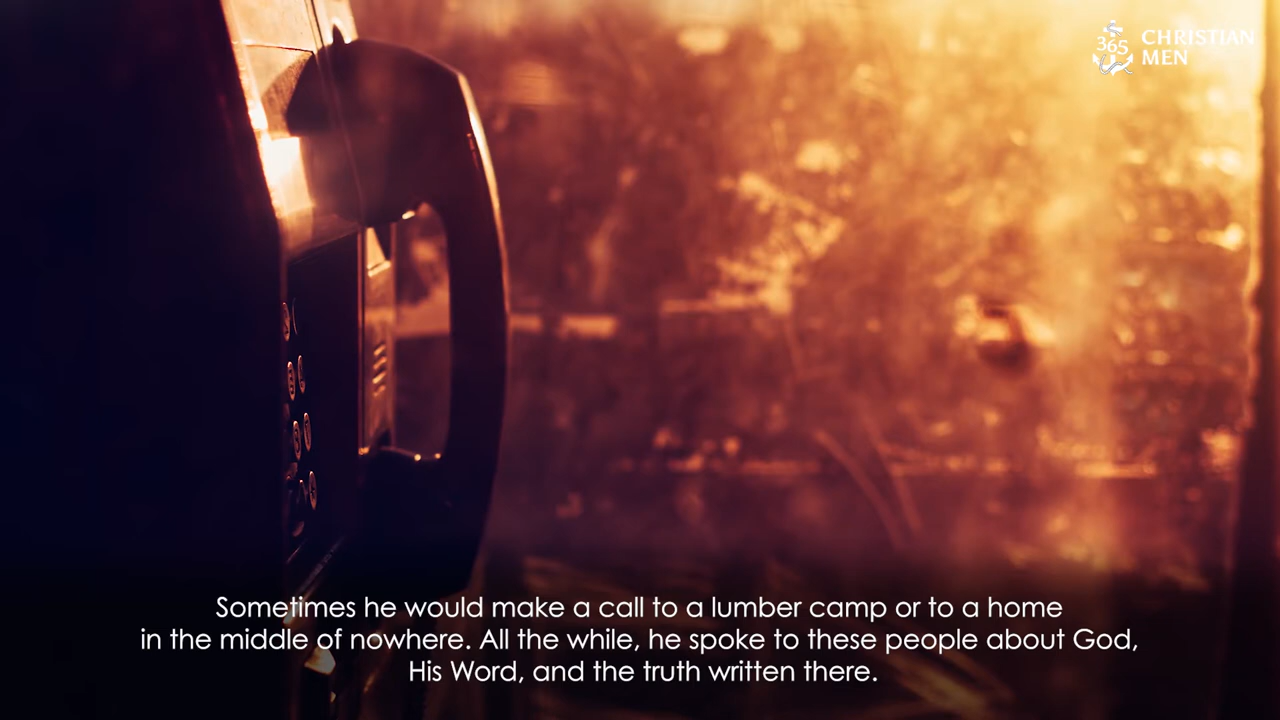 365
CHRISTIAN
MEN
Sometimes he would make a call to a lumber camp or to a home
in the middle of nowhere. All the while, he spoke to these people about God,
His Word, and the truth written there.